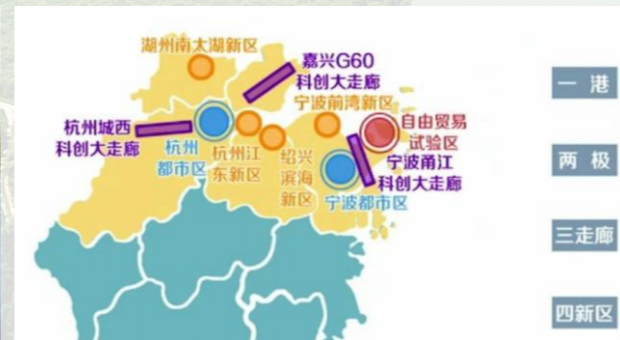 湖州南太湖新区
嘉兴G60
科创大走廊
宁波前湾新区
杭州城西
科创大走廊
杭州
都市区
杭州江
东新区
绍兴
滨海
新区
自由贸易
试验区
宁波甬江
科创大走廊
宁波都市区
一 港
两 极
三走廊
四新区